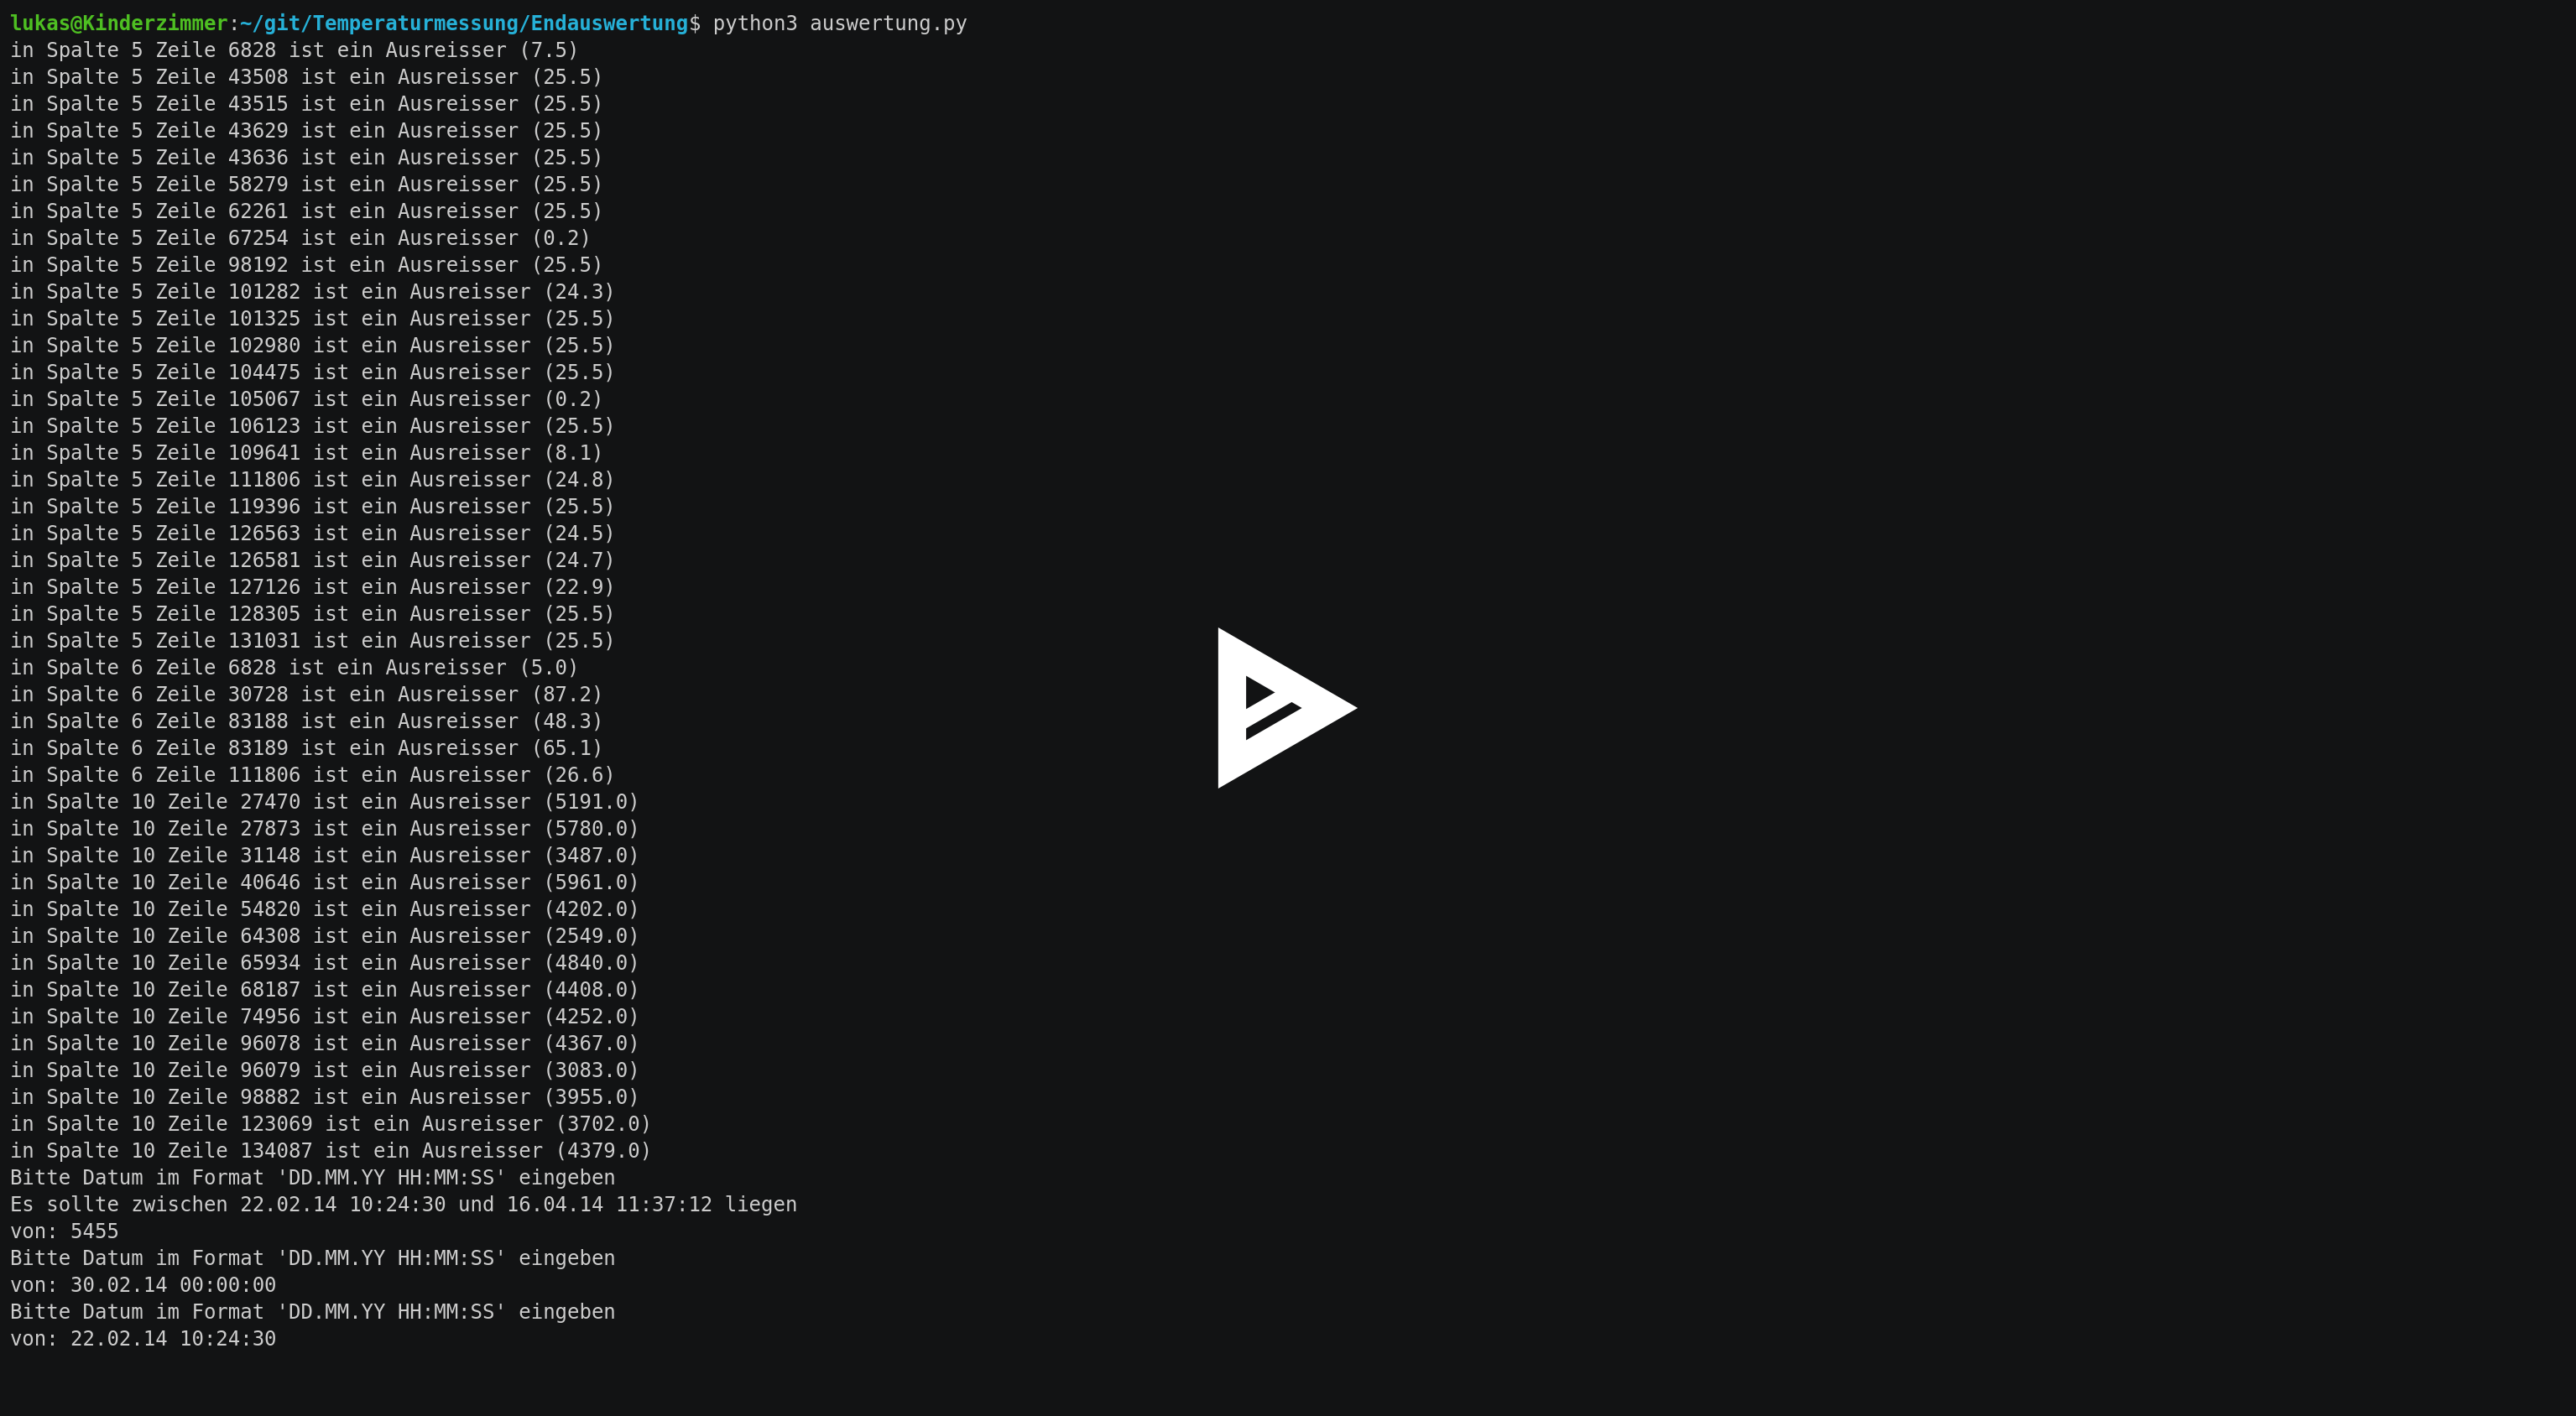 lukas@Kinderzimmer:~/git/Temperaturmessung/Endauswertung$ python3 auswertung.py
in Spalte 5 Zeile 6828 ist ein Ausreisser (7.5)
in Spalte 5 Zeile 43508 ist ein Ausreisser (25.5)
in Spalte 5 Zeile 43515 ist ein Ausreisser (25.5)
in Spalte 5 Zeile 43629 ist ein Ausreisser (25.5)
in Spalte 5 Zeile 43636 ist ein Ausreisser (25.5)
in Spalte 5 Zeile 58279 ist ein Ausreisser (25.5)
in Spalte 5 Zeile 62261 ist ein Ausreisser (25.5)
in Spalte 5 Zeile 67254 ist ein Ausreisser (0.2)
in Spalte 5 Zeile 98192 ist ein Ausreisser (25.5)
in Spalte 5 Zeile 101282 ist ein Ausreisser (24.3)
in Spalte 5 Zeile 101325 ist ein Ausreisser (25.5)
in Spalte 5 Zeile 102980 ist ein Ausreisser (25.5)
in Spalte 5 Zeile 104475 ist ein Ausreisser (25.5)
in Spalte 5 Zeile 105067 ist ein Ausreisser (0.2)
in Spalte 5 Zeile 106123 ist ein Ausreisser (25.5)
in Spalte 5 Zeile 109641 ist ein Ausreisser (8.1)
in Spalte 5 Zeile 111806 ist ein Ausreisser (24.8)
in Spalte 5 Zeile 119396 ist ein Ausreisser (25.5)
in Spalte 5 Zeile 126563 ist ein Ausreisser (24.5)
in Spalte 5 Zeile 126581 ist ein Ausreisser (24.7)
in Spalte 5 Zeile 127126 ist ein Ausreisser (22.9)
in Spalte 5 Zeile 128305 ist ein Ausreisser (25.5)
in Spalte 5 Zeile 131031 ist ein Ausreisser (25.5)
in Spalte 6 Zeile 6828 ist ein Ausreisser (5.0)
in Spalte 6 Zeile 30728 ist ein Ausreisser (87.2)
in Spalte 6 Zeile 83188 ist ein Ausreisser (48.3)
in Spalte 6 Zeile 83189 ist ein Ausreisser (65.1)
in Spalte 6 Zeile 111806 ist ein Ausreisser (26.6)
in Spalte 10 Zeile 27470 ist ein Ausreisser (5191.0)
in Spalte 10 Zeile 27873 ist ein Ausreisser (5780.0)
in Spalte 10 Zeile 31148 ist ein Ausreisser (3487.0)
in Spalte 10 Zeile 40646 ist ein Ausreisser (5961.0)
in Spalte 10 Zeile 54820 ist ein Ausreisser (4202.0)
in Spalte 10 Zeile 64308 ist ein Ausreisser (2549.0)
in Spalte 10 Zeile 65934 ist ein Ausreisser (4840.0)
in Spalte 10 Zeile 68187 ist ein Ausreisser (4408.0)
in Spalte 10 Zeile 74956 ist ein Ausreisser (4252.0)
in Spalte 10 Zeile 96078 ist ein Ausreisser (4367.0)
in Spalte 10 Zeile 96079 ist ein Ausreisser (3083.0)
in Spalte 10 Zeile 98882 ist ein Ausreisser (3955.0)
in Spalte 10 Zeile 123069 ist ein Ausreisser (3702.0)
in Spalte 10 Zeile 134087 ist ein Ausreisser (4379.0)
Bitte Datum im Format 'DD.MM.YY HH:MM:SS' eingeben
Es sollte zwischen 22.02.14 10:24:30 und 16.04.14 11:37:12 liegen
von: 5455
Bitte Datum im Format 'DD.MM.YY HH:MM:SS' eingeben
von: 30.02.14 00:00:00
Bitte Datum im Format 'DD.MM.YY HH:MM:SS' eingeben
von: 22.02.14 10:24:30